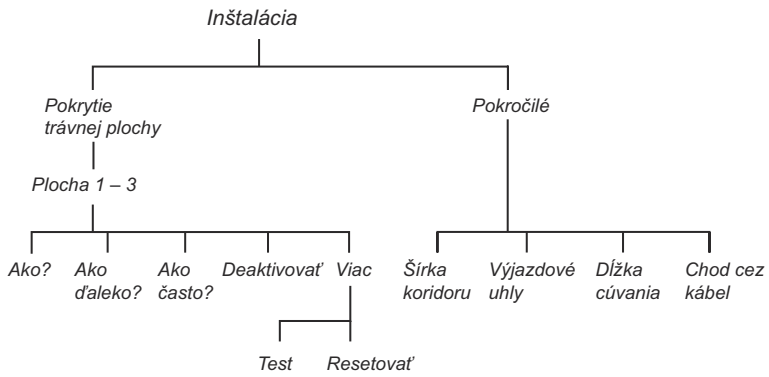 Inštalácia
Pokrytie
trávnej plochy
Pokročilé
Plocha 1 – 3
Ako?
Ako
ďaleko?
Ako
často?
Deaktivovať
Viac
Šírka
koridoru
Výjazdové
uhly
Dĺžka
cúvania
Chod cez
kábel
Test
Resetovať